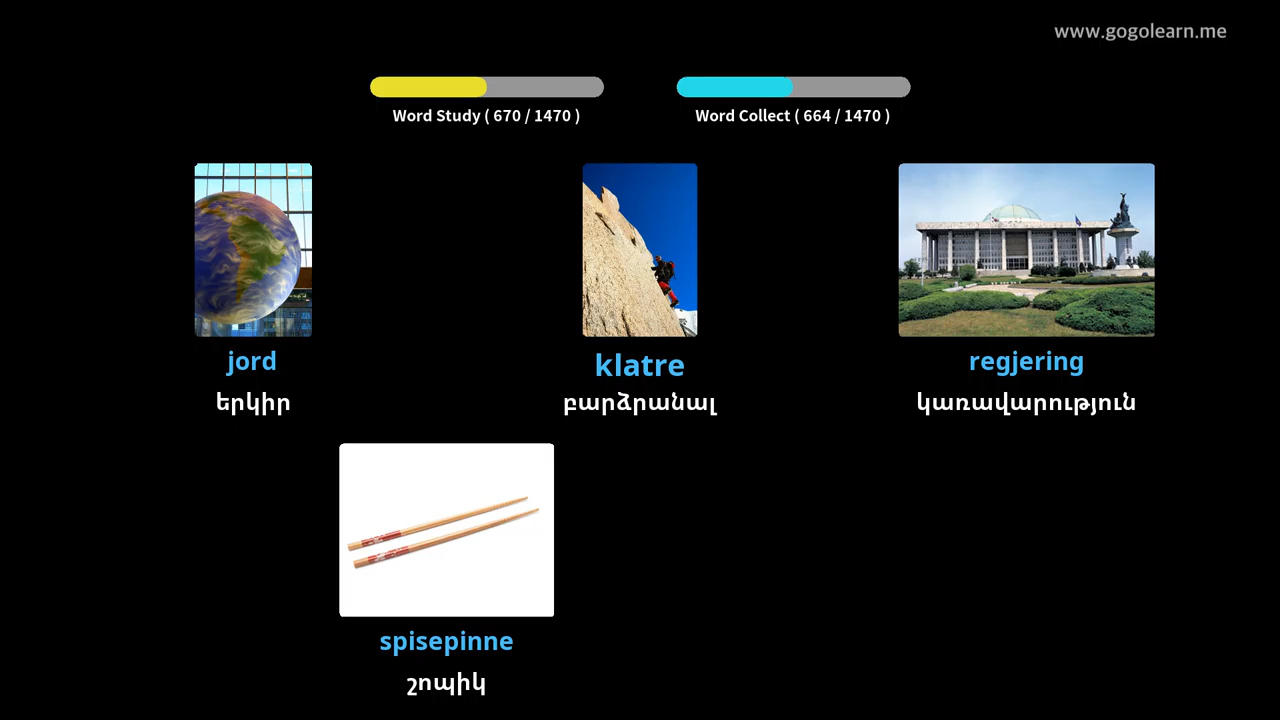 www.gogolearn.me
Word Study ( 670 / 1470 )
Word Collect ( 664 / 1470 )
jord
klatre
regjering
երկիր
բարձրանալ
կառավարություն
spisepinne
շոպիկ